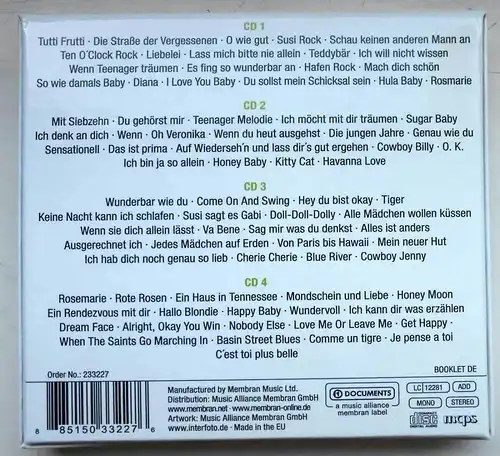 CD 1
Tutti Frutti · Die Straße der Vergessenen · O wie gut · Susi Rock · Schau keinen anderen Mann an
Ten O´Clock Rock · Liebelei · Lass mich bitte nie allein · Teddybär · Ich will nicht wissen
Wenn Teenager träumen · Es fing so wunderbar an · Hafen Rock · Mach dich schön
So wie damals Baby · Diana · I Love You Baby · Du sollst mein Schicksal sein · Hula Baby · Rosmarie
CD 2
Mit Siebzehn · Du gehörst mir · Teenager Melodie · Ich möcht mit dir träumen · Sugar Baby
Ich denk an dich · Wenn · Oh Veronika · Wenn du heut ausgehst · Die jungen Jahre · Genau wie du
Sensationell · Das ist prima · Auf Wiederseh´n und lass dir´s gut ergehen · Cowboy Billy · O. K.
Ich bin ja so allein · Honey Baby · Kitty Cat · Havanna Love
CD 3
Wunderbar wie du · Come On And Swing · Hey du bist okay · Tiger
Keine Nacht kann ich schlafen · Susi sagt es Gabi · Doll-Doll-Dolly · Alle Mädchen wollen küssen
Wenn sie dich allein lässt · Va Bene · Sag mir was du denkst · Alles ist anders
Ausgerechnet ich · Jedes Mädchen auf Erden · Von Paris bis Hawaii · Mein neuer Hut
Ich hab dich noch genau so lieb · Cherie Cherie · Blue River · Cowboy Jenny
CD 4
Rosemarie · Rote Rosen · Ein Haus in Tennessee · Mondschein und Liebe · Honey Moon
Ein Rendezvous mit dir · Hallo Blondie · Happy Baby · Wundervoll · Ich kann dir was erzählen
Dream Face · Alright, Okay You Win · Nobody Else · Love Me Or Leave Me · Get Happy ·
When The Saints Go Marching In · Basin Street Blues · Comme un tigre · Je pense a toi
C´est toi plus belle
Order No.: 233227
BOOKLET DE
8 85150 33227 6
Manufactured by Membran Music Ltd.
Distribution: Music Alliance Membran GmbH
www.membran.net · www.membran-online.de
Artwork: Music Alliance Membran GmbH
www.interfoto.de · Made in the EU
DOCUMENTS
a music alliance
membran label
LC 12281
ADD
MONO
STEREO
COMPACT
disc
DIGITAL AUDIO
mcps